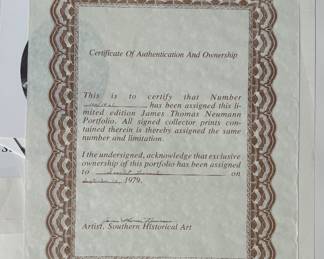 Certificate Of Authentication And Ownership
This is to certify that Number
has been assigned this li-
mited edition James Thomas Neumann
Portfolio. All signed collector prints con-
tained therein is thereby assigned the same
number and limitation.
I the undersigned, acknowledge that exclusive
ownership of this portfolio has been assigned
to on
1979.
Artist, Southern Historical Art